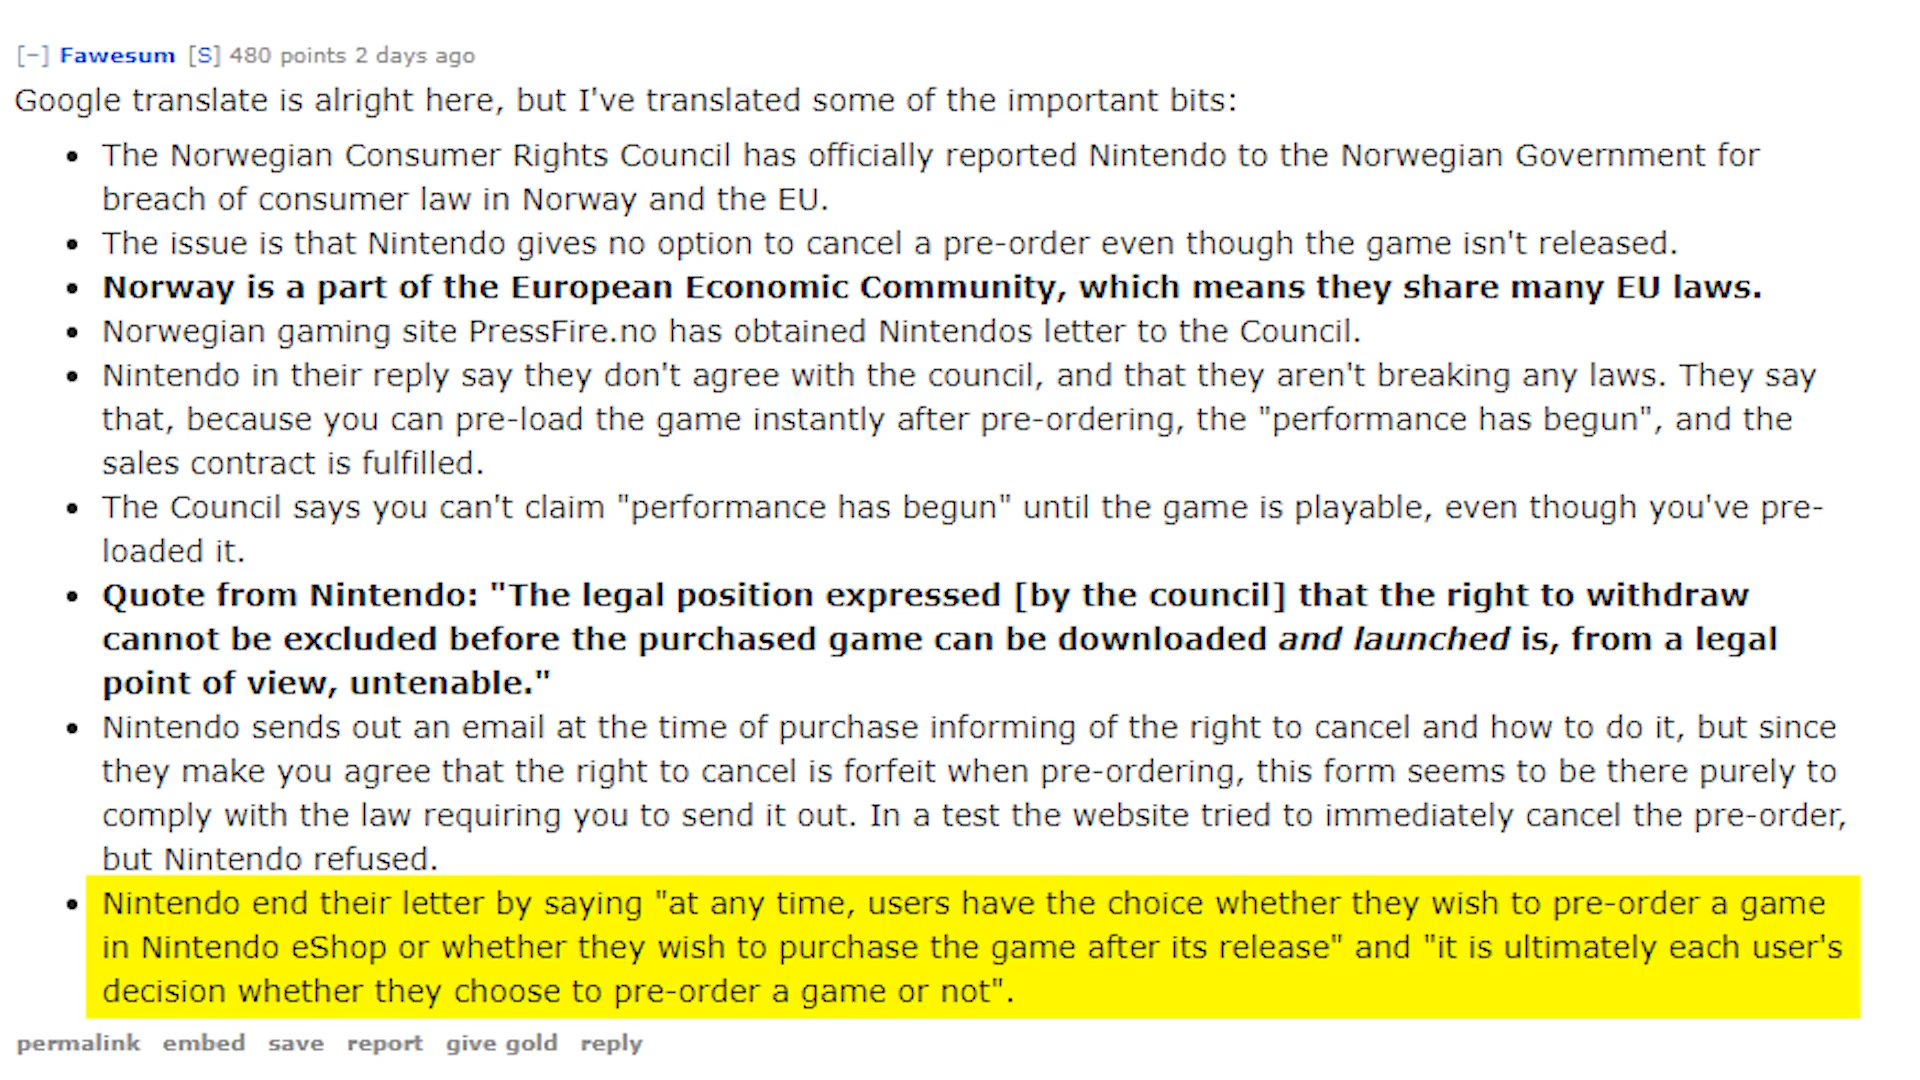 [−] Fawesum [S] 480 points 2 days ago
Google translate is alright here, but I've translated some of the important bits:
• The Norwegian Consumer Rights Council has officially reported Nintendo to the Norwegian Government for
breach of consumer law in Norway and the EU.
• The issue is that Nintendo gives no option to cancel a pre-order even though the game isn't released.
• Norway is a part of the European Economic Community, which means they share many EU laws.
• Norwegian gaming site PressFire.no has obtained Nintendos letter to the Council.
• Nintendo in their reply say they don't agree with the council, and that they aren't breaking any laws. They say
that, because you can pre-load the game instantly after pre-ordering, the "performance has begun", and the
sales contract is fulfilled.
• The Council says you can't claim "performance has begun" until the game is playable, even though you've pre-
loaded it.
• Quote from Nintendo: "The legal position expressed [by the council] that the right to withdraw
cannot be excluded before the purchased game can be downloaded and launched is, from a legal
point of view, untenable."
• Nintendo sends out an email at the time of purchase informing of the right to cancel and how to do it, but since
they make you agree that the right to cancel is forfeit when pre-ordering, this form seems to be there purely to
comply with the law requiring you to send it out. In a test the website tried to immediately cancel the pre-order,
but Nintendo refused.
• Nintendo end their letter by saying "at any time, users have the choice whether they wish to pre-order a game
in Nintendo eShop or whether they wish to purchase the game after its release" and "it is ultimately each user's
decision whether they choose to pre-order a game or not".
permalink embed save report give gold reply